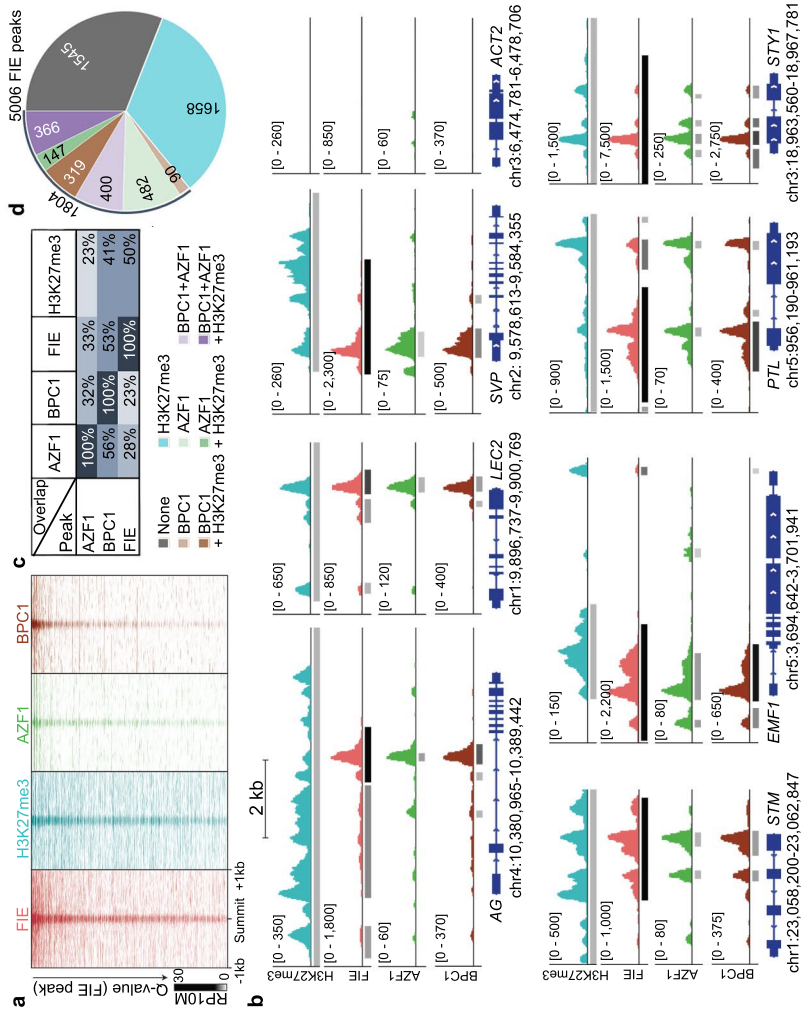 a
FIE
H3K27me3
AZF1
BPC1
Q-value (FIE peak)
30
0
RP10M
-1kb Summit +1kb
c
Overlap
Peak
AZF1
BPC1
FIE
H3K27me3
AZF1
100%
32%
33%
23%
BPC1
56%
100%
53%
41%
FIE
28%
23%
100%
50%
None
H3K27me3
BPC1
AZF1
BPC1+AZF1
BPC1
+ H3K27me3
AZF1
+ H3K27me3
BPC1+AZF1
+ H3K27me3
d
5006 FIE peaks
1545
1658
90
482
400
319
147
366
1804
b
2 kb
H3K27me3
FIE
AZF1
BPC1
[0 - 350]
[0 - 1,800]
[0 - 60]
[0 - 370]
AG
chr4:10,380,965-10,389,442
[0 - 650]
[0 - 850]
[0 - 120]
[0 - 400]
LEC2
chr1:9,896,737-9,900,769
[0 - 260]
[0 - 2,300]
[0 - 75]
[0 - 500]
SVP
chr2: 9,578,613-9,584,355
[0 - 260]
[0 - 850]
[0 - 60]
[0 - 370]
ACT2
chr3:6,474,781-6,478,706
H3K27me3
FIE
AZF1
BPC1
[0 - 500]
[0 - 1,000]
[0 - 80]
[0 - 375]
STM
chr1:23,058,200-23,062,847
[0 - 150]
[0 - 2,200]
[0 - 80]
[0 - 650]
EMF1
chr5:3,694,642-3,701,941
[0 - 900]
[0 - 1,500]
[0 - 70]
[0 - 400]
PTL
chr5:956,190-961,193
[0 - 1,500]
[0 - 7,500]
[0 - 250]
[0 - 2,750]
STY1
chr3:18,963,560-18,967,781